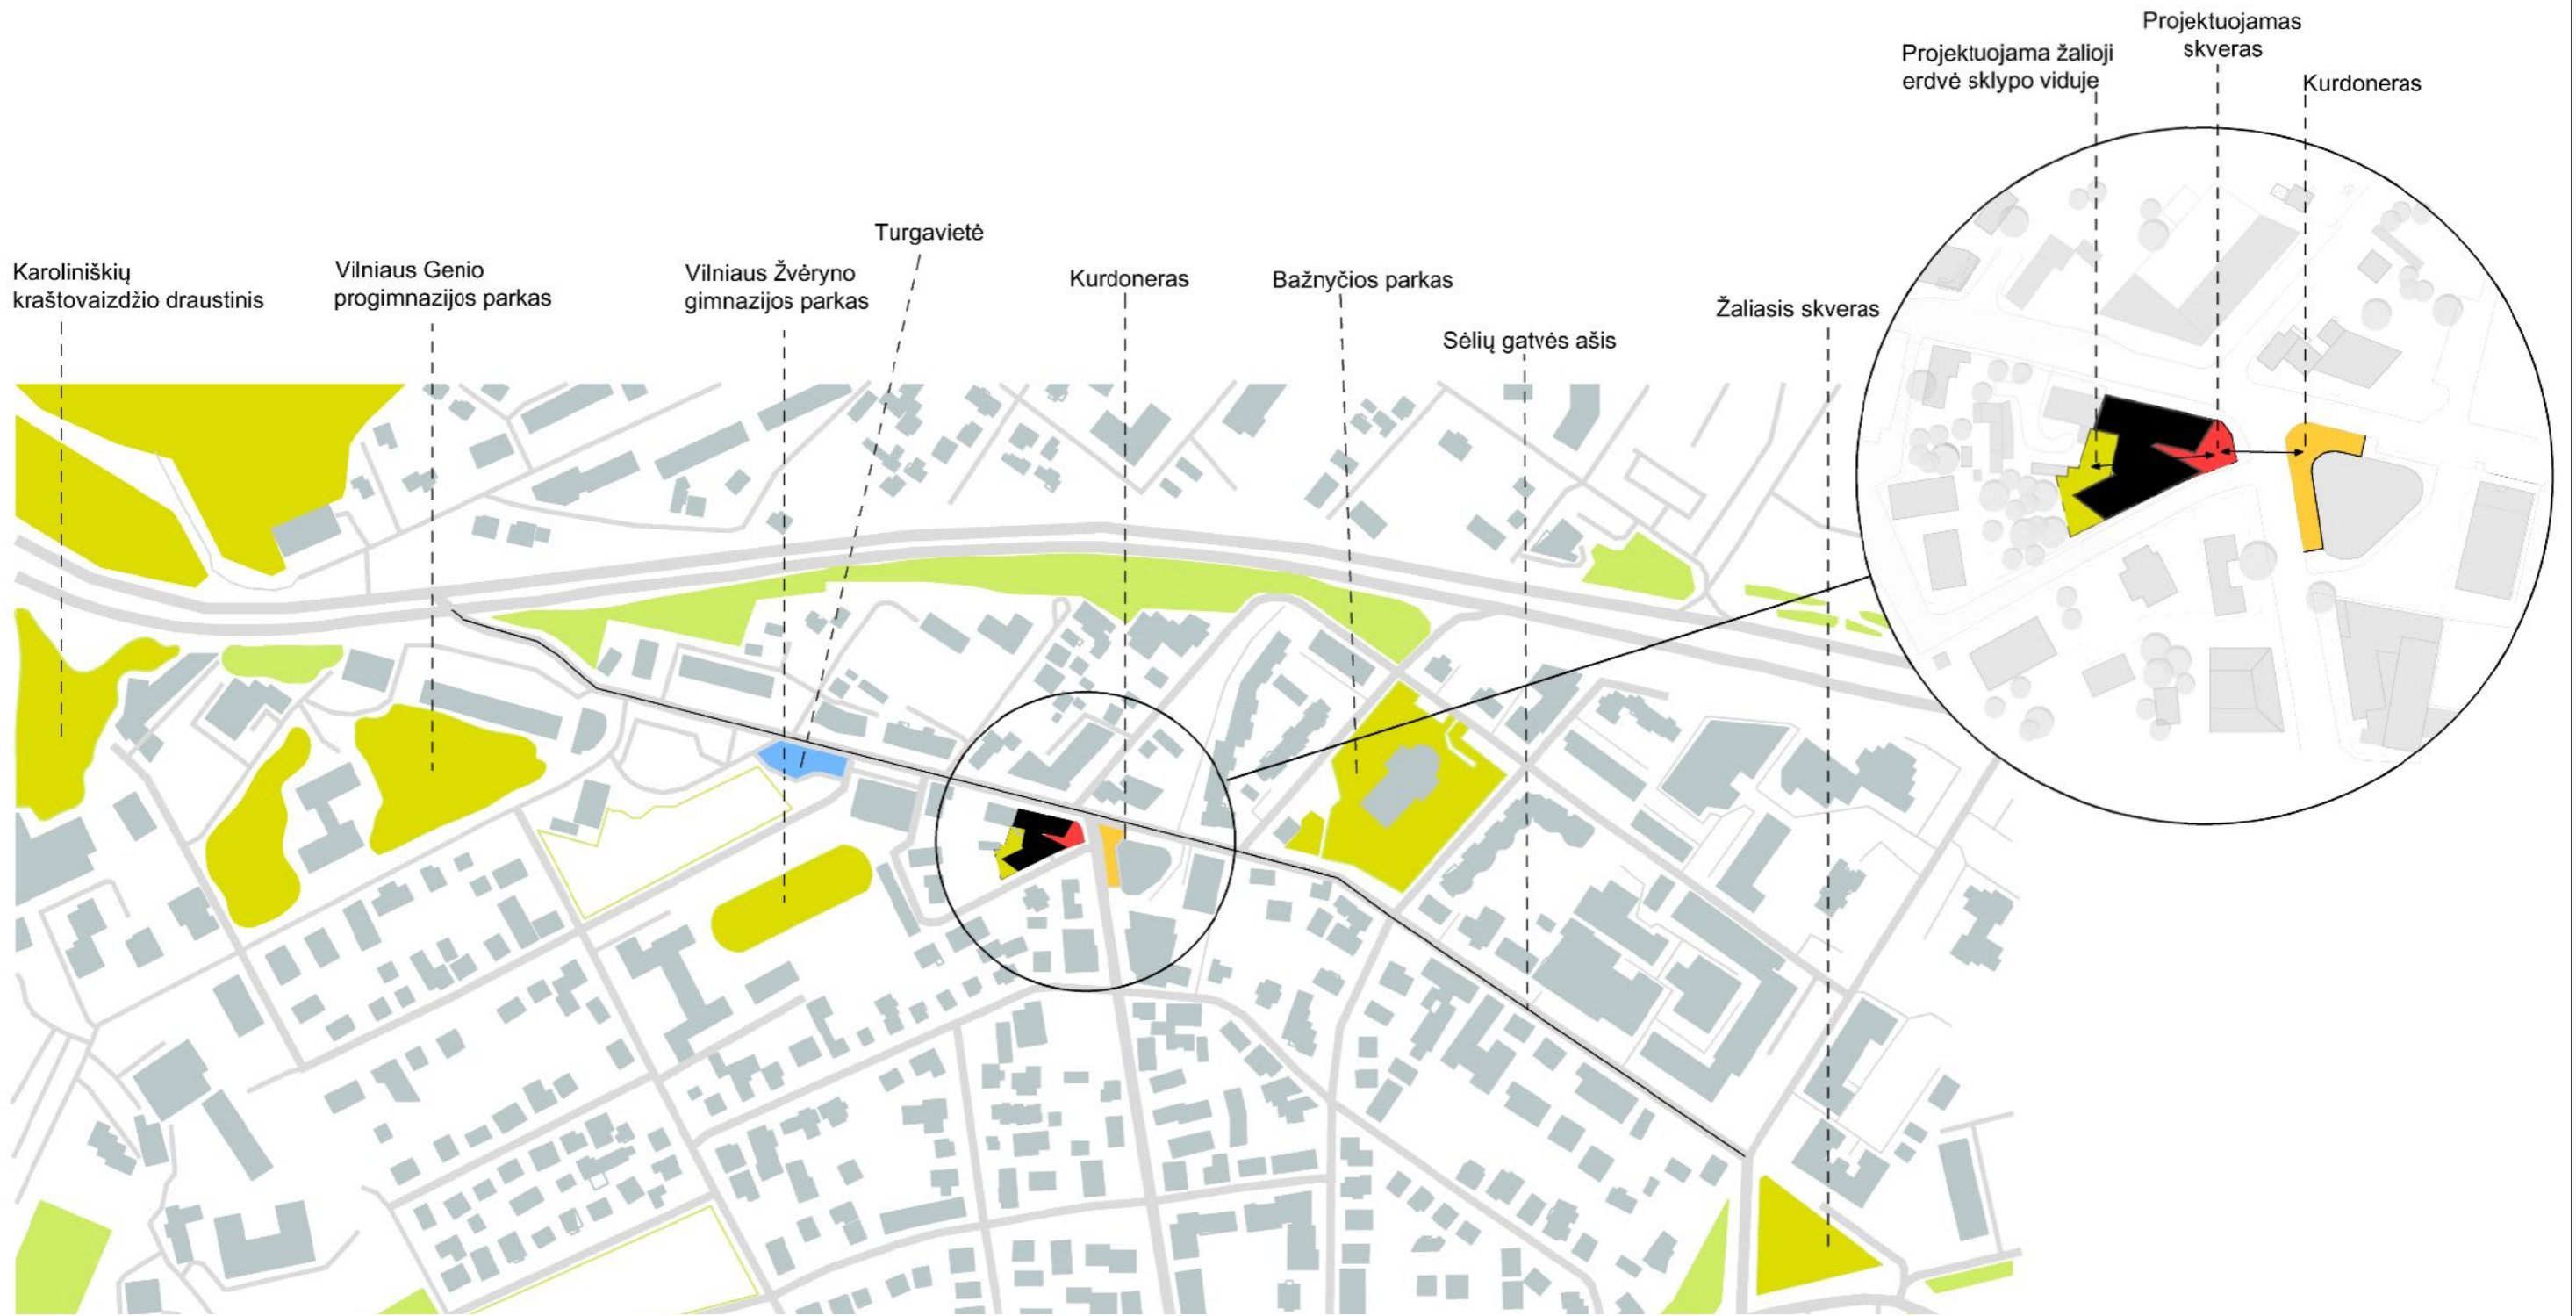 Projektuojamas
skveras
Projektuojama žalioji
erdvė sklypo viduje
Kurdoneras
Turgavietė
Karoliniškių
kraštovaizdžio draustinis
Vilniaus Genio
progimnazijos parkas
Vilniaus Žvėryno
gimnazijos parkas
Kurdoneras
Bažnyčios parkas
Žaliasis skveras
Sėlių gatvės ašis